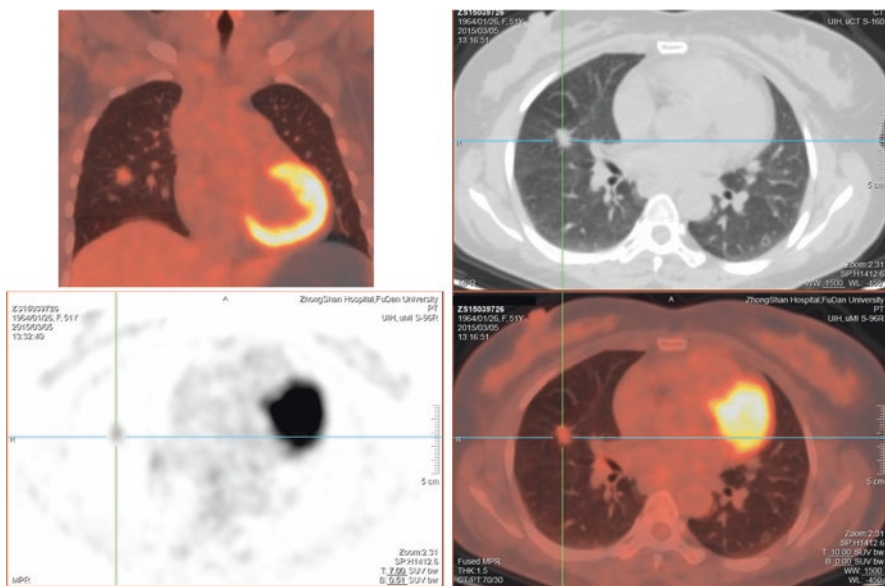 ZS15039726
1964/01/26, F, 51Y
2015/03/05
13:16:51
CT
UIH, uCT S-160
R
5 cm
Zoom:2.31
SP:H1412.6
MPR
WW: 1500 WL: -450
ZS15039726
1964/01/26, F, 51Y
2015/03/05
13:32:40
A
ZhongShan Hospital,FuDan University
PT
UIH, uMI S-96R
R
5 cm
Zoom:2.31
SP:H1412.6
T: 7.00 SUV bw
MPR
B: 0.51 SUV bw
ZS15039726
1964/01/26, F, 51Y
2015/03/05
13:16:51
A
ZhongShan Hospital,FuDan University
PT
UIH, uMI S-96R
R
5 cm
Zoom:2.31
SP:H1412.6
T: 10.00 SUV bw
Fused MPR
B: 0.00 SUV bw
THK:1.5
WW: 1500
CT/PT:70/30
WL: -450